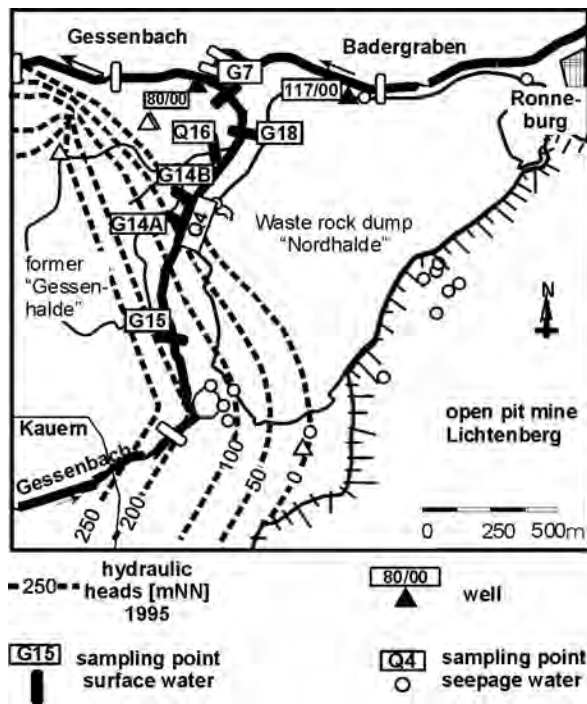 Gessenbach
Badergraben
G7
80/00
117/00
Ronne-
burg
Q16
G18
G14B
G14A
Q4
Waste rock dump
"Nordhalde"
former
"Gessen-
halde"
N
G15
Kauern
open pit mine
Lichtenberg
Gessenbach
250
200
100
50
0
0 250 500m
250 hydraulic
heads [mNN]
1995
80/00
well
G15 sampling point
surface water
Q4 sampling point
seepage water